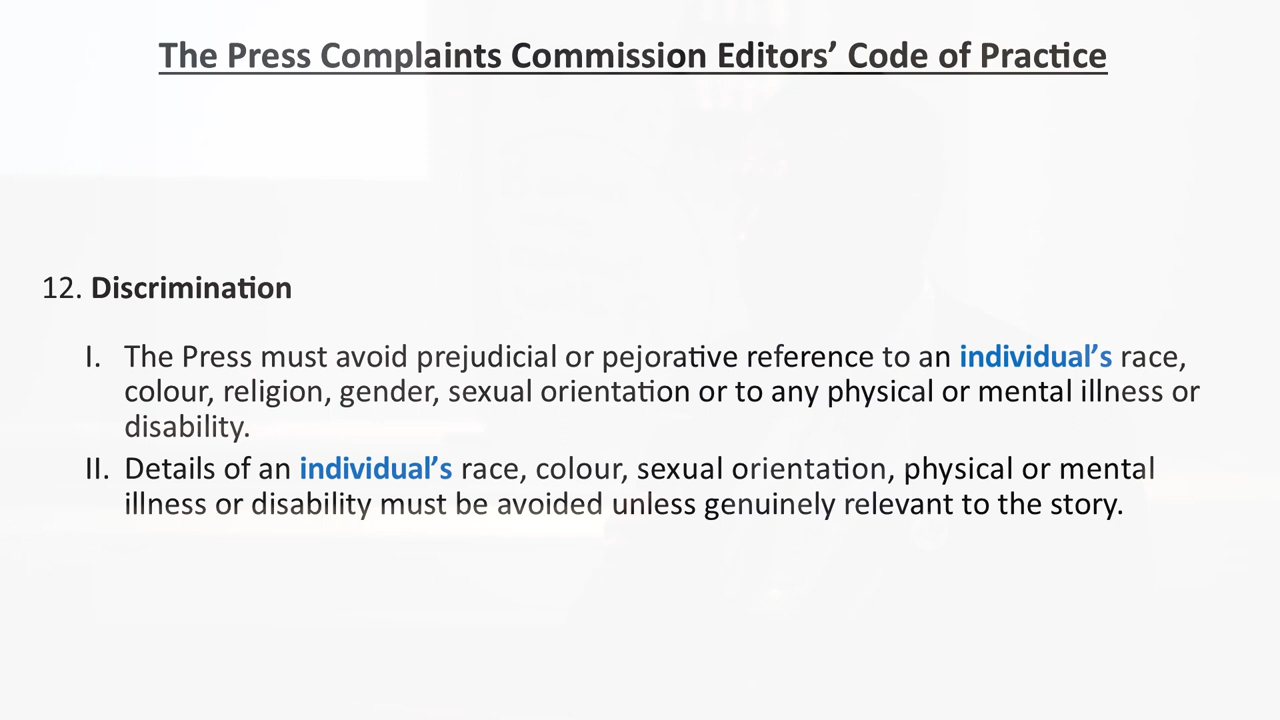 The Press Complaints Commission Editors’ Code of Practice
12. Discrimination
I. The Press must avoid prejudicial or pejorative reference to an individual’s race,
colour, religion, gender, sexual orientation or to any physical or mental illness or
disability.
II. Details of an individual’s race, colour, sexual orientation, physical or mental
illness or disability must be avoided unless genuinely relevant to the story.